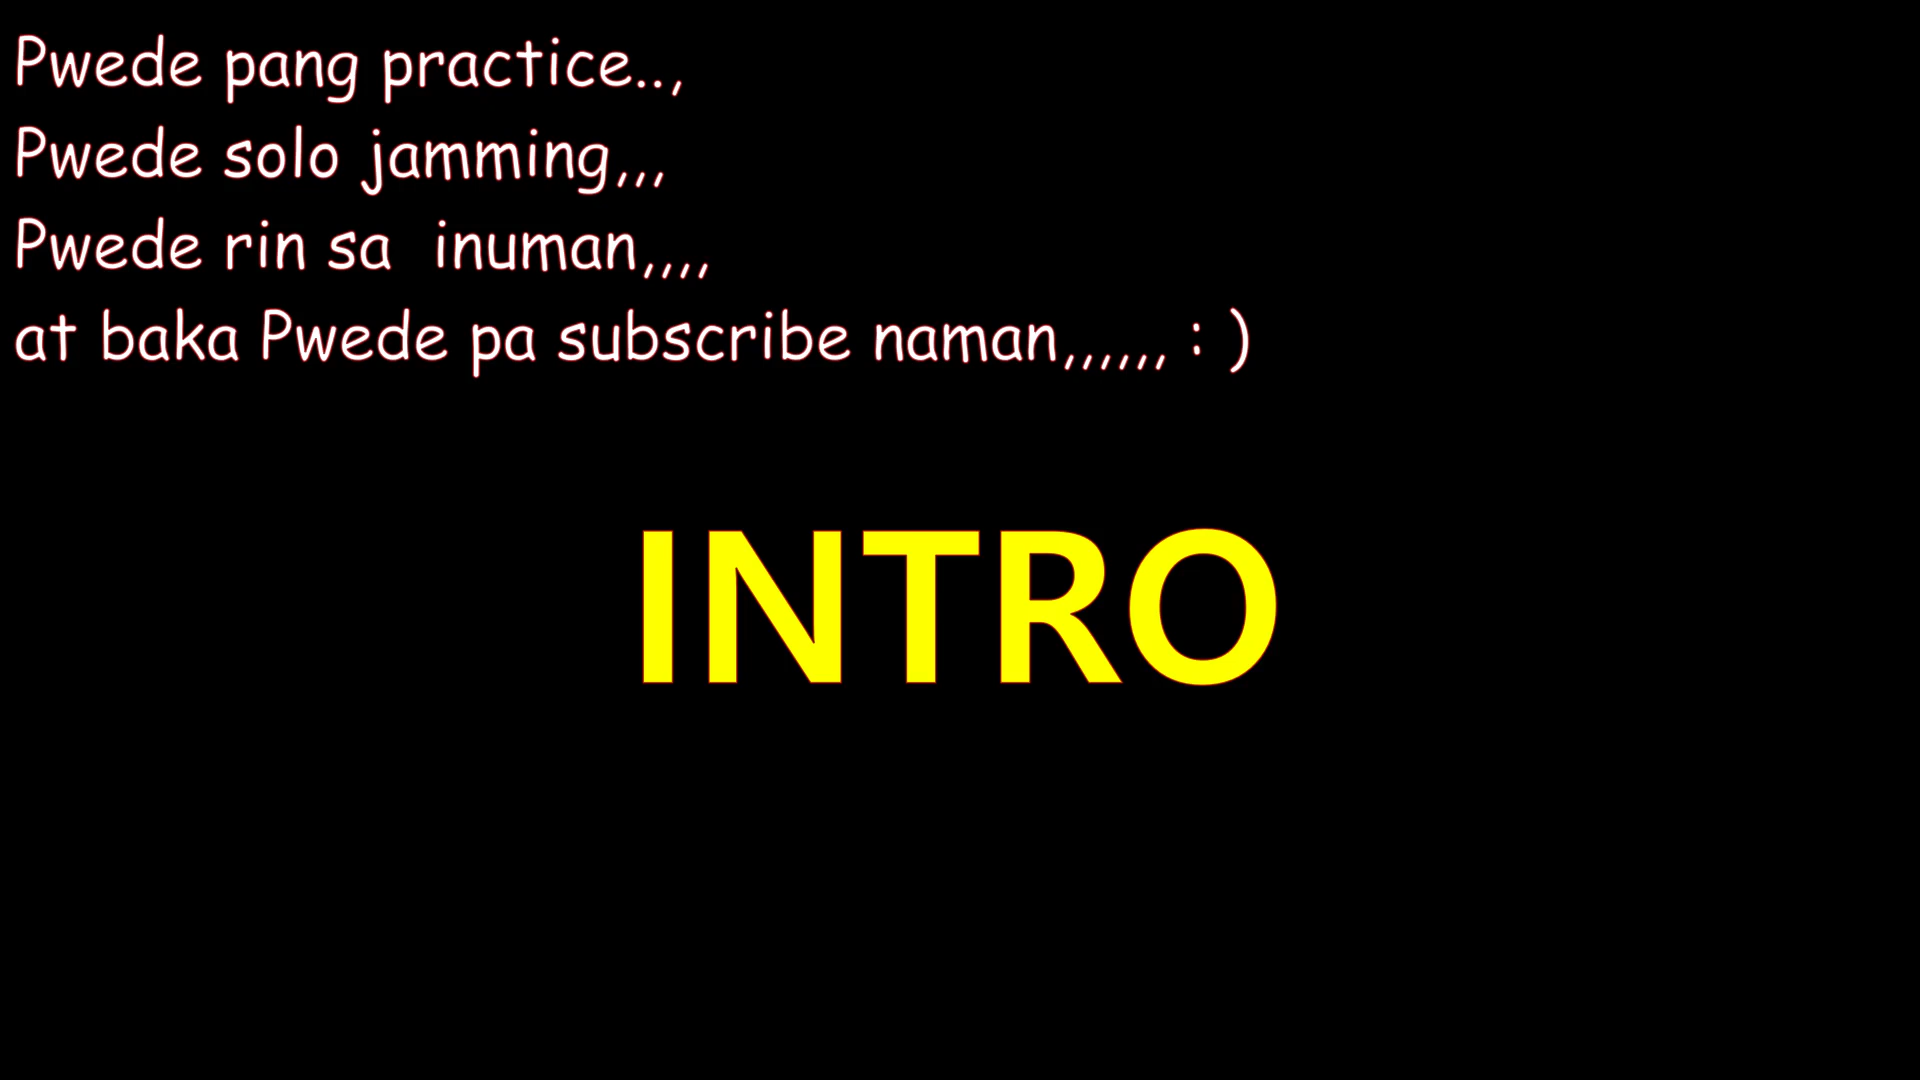 Pwede pang practice..,
Pwede solo jamming,,,
Pwede rin sa  inuman,,,,
at baka Pwede pa subscribe naman,,,,,, : )
INTRO